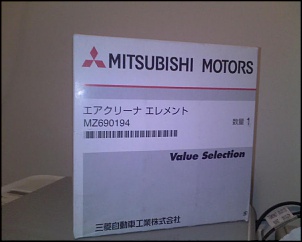 MITSUBISHI MOTORS
エアクリーナ エレメント
MZ690194
数量 1
Value Selection
三菱自動車工業株式会社